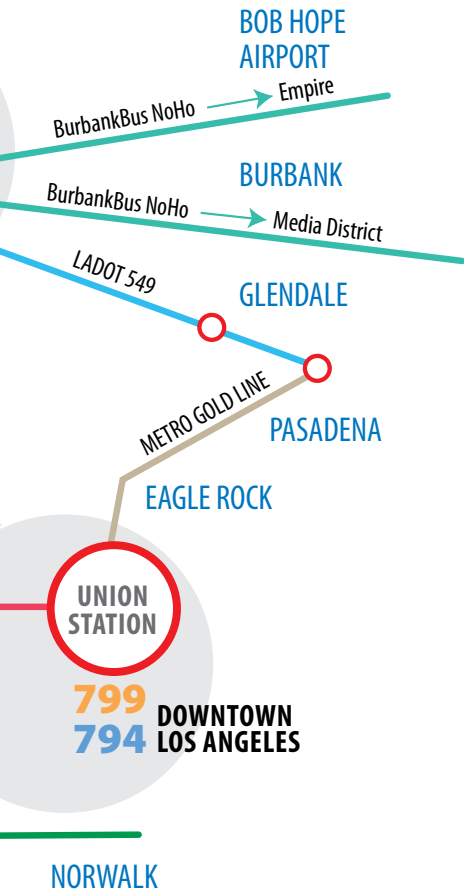 BOB HOPE
AIRPORT
BurbankBus NoHo Empire
BURBANK
BurbankBus NoHo Media District
LADOT 549
GLENDALE
METRO GOLD LINE
PASADENA
EAGLE ROCK
UNION
STATION
799
794
DOWNTOWN
LOS ANGELES
NORWALK